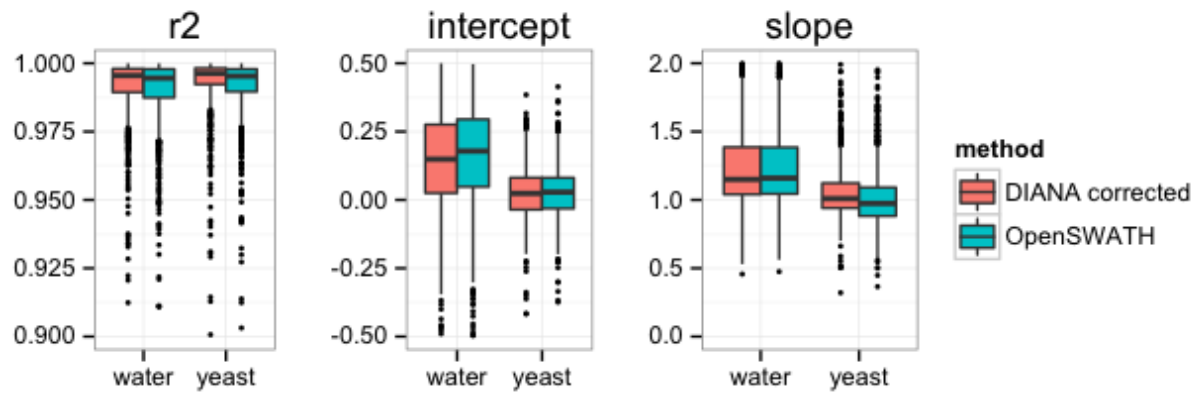 r2
1.000
0.975
0.950
0.925
0.900
water yeast
intercept
0.50
0.25
0.00
-0.25
-0.50
water yeast
slope
2.0
1.5
1.0
0.5
0.0
water yeast
method
DIANA corrected
OpenSWATH